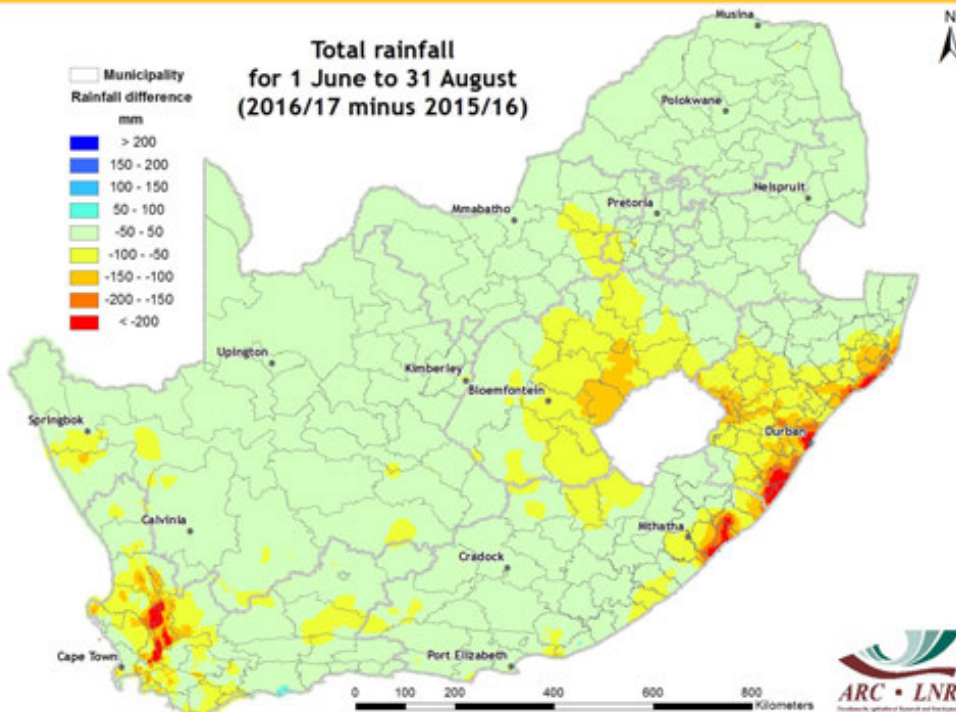 Total rainfall
for 1 June to 31 August
(2016/17 minus 2015/16)
N
Municipality
Rainfall difference
mm
> 200
150 - 200
100 - 150
50 - 100
-50 - 50
-100 - -50
-150 - -100
-200 - -150
< -200
Musina
Polokwane
Nelspruit
Pretoria
Mmabatho
Upington
Kimberley
Bloemfontein
Springbok
Durban
Calvinia
Mthatha
Cradock
Cape Town
Port Elizabeth
0 100 200 400 600 800
Kilometers
ARC • LNR